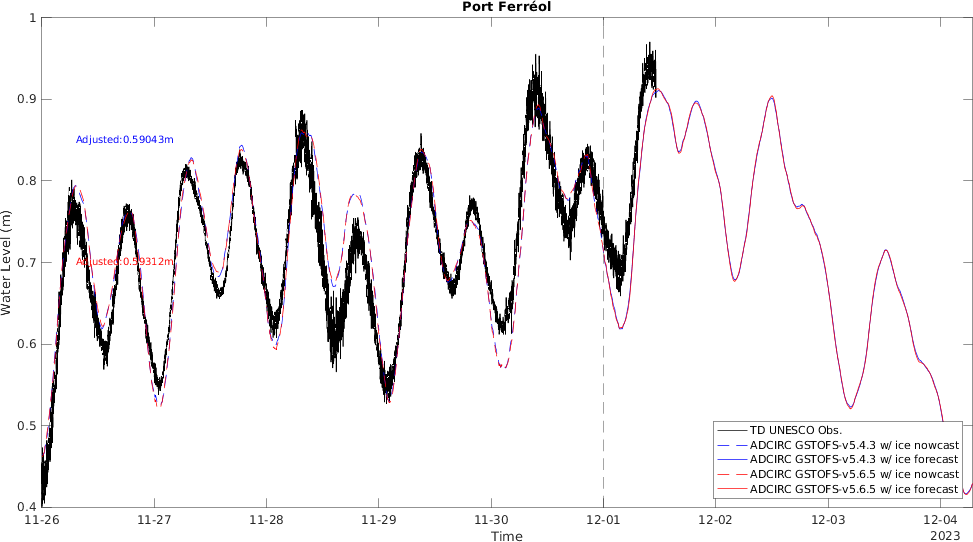 Port Ferréol
1
0.9
0.8
0.7
0.6
0.5
0.4
Water Level (m)
Adjusted:0.59043m
Adjusted:0.59312m
TD UNESCO Obs.
ADCIRC GSTOFS-v5.4.3 w/ ice nowcast
ADCIRC GSTOFS-v5.4.3 w/ ice forecast
ADCIRC GSTOFS-v5.6.5 w/ ice nowcast
ADCIRC GSTOFS-v5.6.5 w/ ice forecast
11-26 11-27 11-28 11-29 11-30 12-01 12-02 12-03 12-04
Time
2023